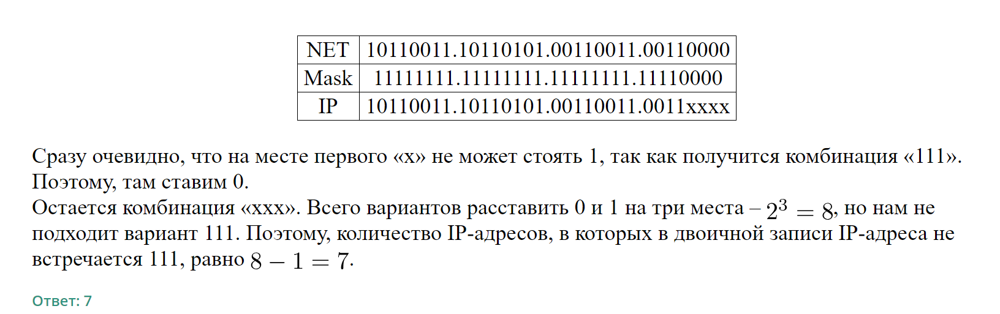 NET 10110011.10110101.00110011.00110000
Mask 11111111.11111111.11111111.11110000
IP 10110011.10110101.00110011.0011xxxx
Сразу очевидно, что на месте первого «х» не может стоять 1, так как получится комбинация «111».
Поэтому, там ставим 0.
Остается комбинация «ххх». Всего вариантов расставить 0 и 1 на три места – 2³ = 8, но нам не
подходит вариант 111. Поэтому, количество IP-адресов, в которых в двоичной записи IP-адреса не
встречается 111, равно 8 − 1 = 7.
Ответ: 7